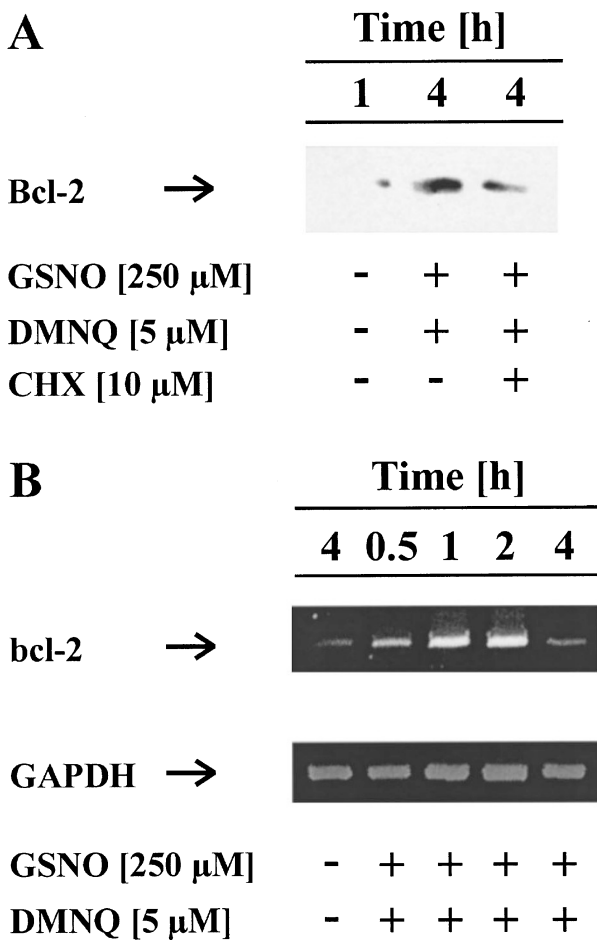 A
Time [h]
1 4 4
Bcl-2 →
GSNO [250 μM] - + +
DMNQ [5 μM] - + +
CHX [10 μM] - - +
B
Time [h]
4 0.5 1 2 4
bcl-2 →
GAPDH →
GSNO [250 μM] - + + + +
DMNQ [5 μM] - + + + +